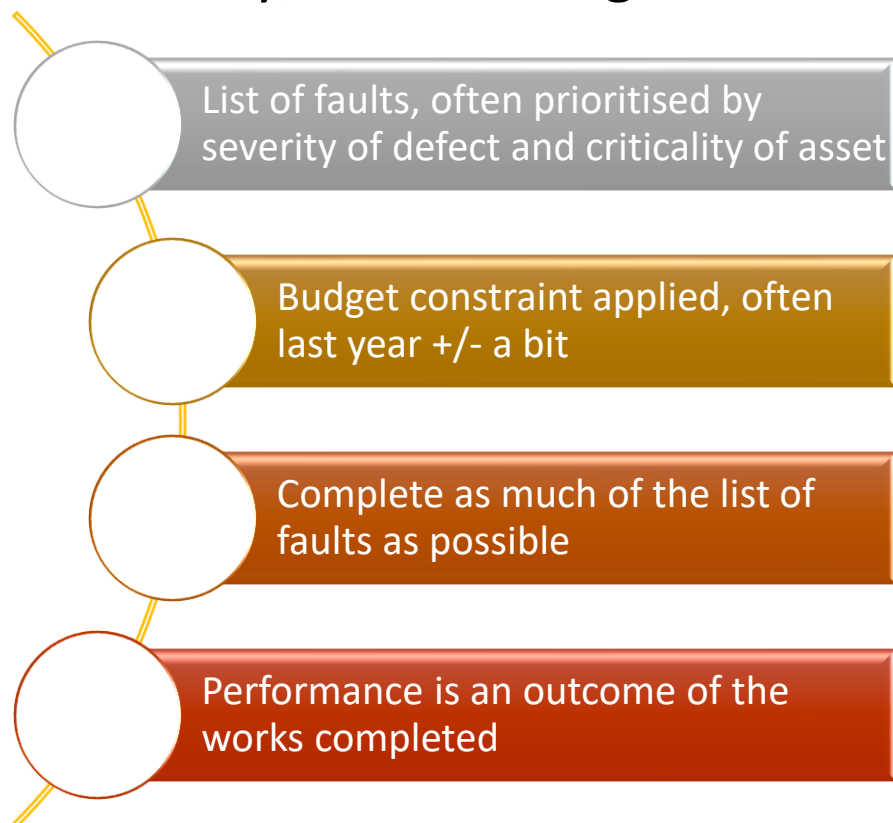 List of faults, often prioritised by
severity of defect and criticality of asset
Budget constraint applied, often
last year +/- a bit
Complete as much of the list of
faults as possible
Performance is an outcome of the
works completed